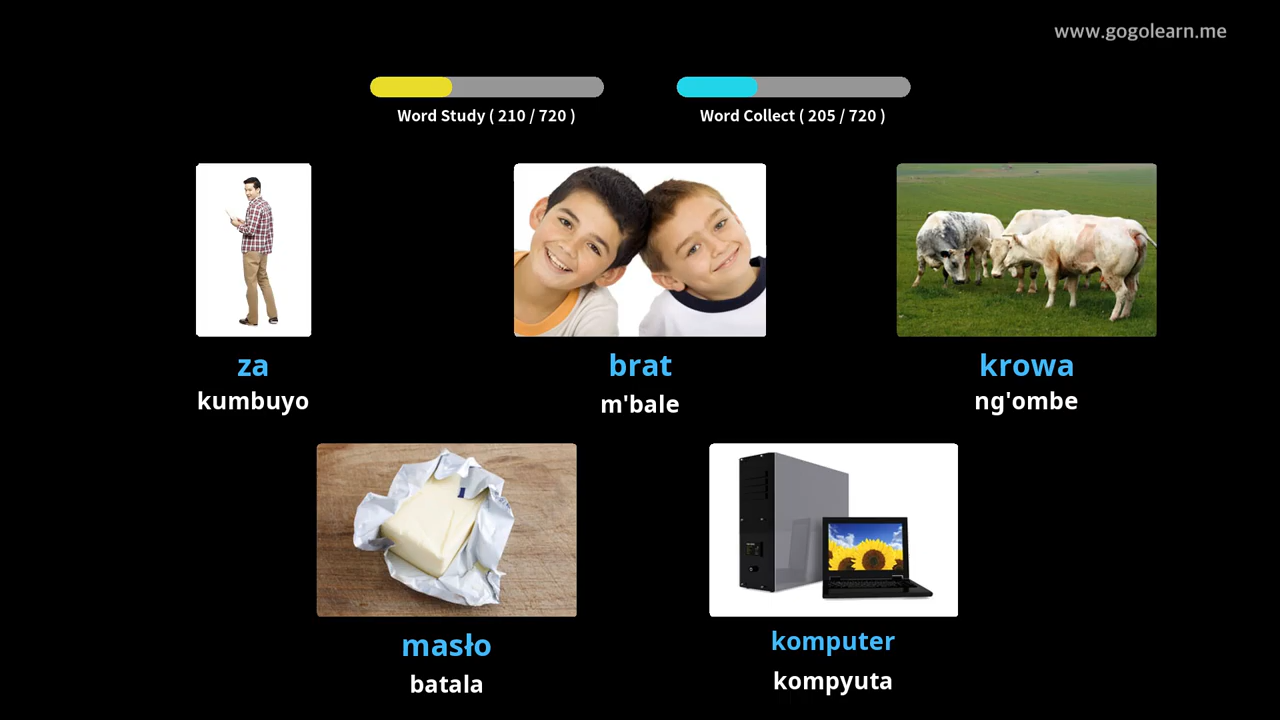 www.gogolearn.me
Word Study ( 210 / 720 )
Word Collect ( 205 / 720 )
za
kumbuyo
brat
m'bale
krowa
ng'ombe
masło
batala
komputer
kompyuta